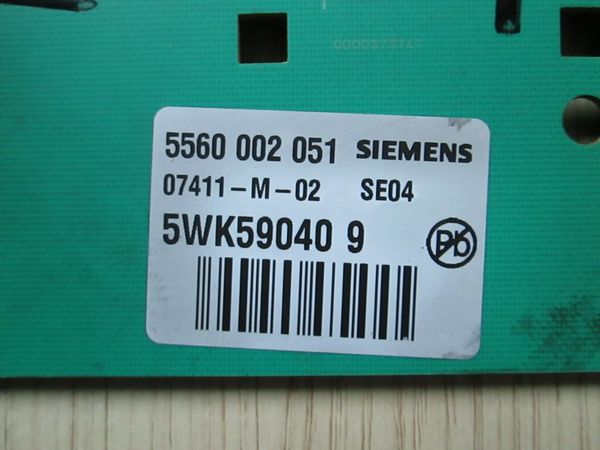 0000373747
5560 002 051 SIEMENS
07411-M-02 SE04
5WK59040 9
Pb